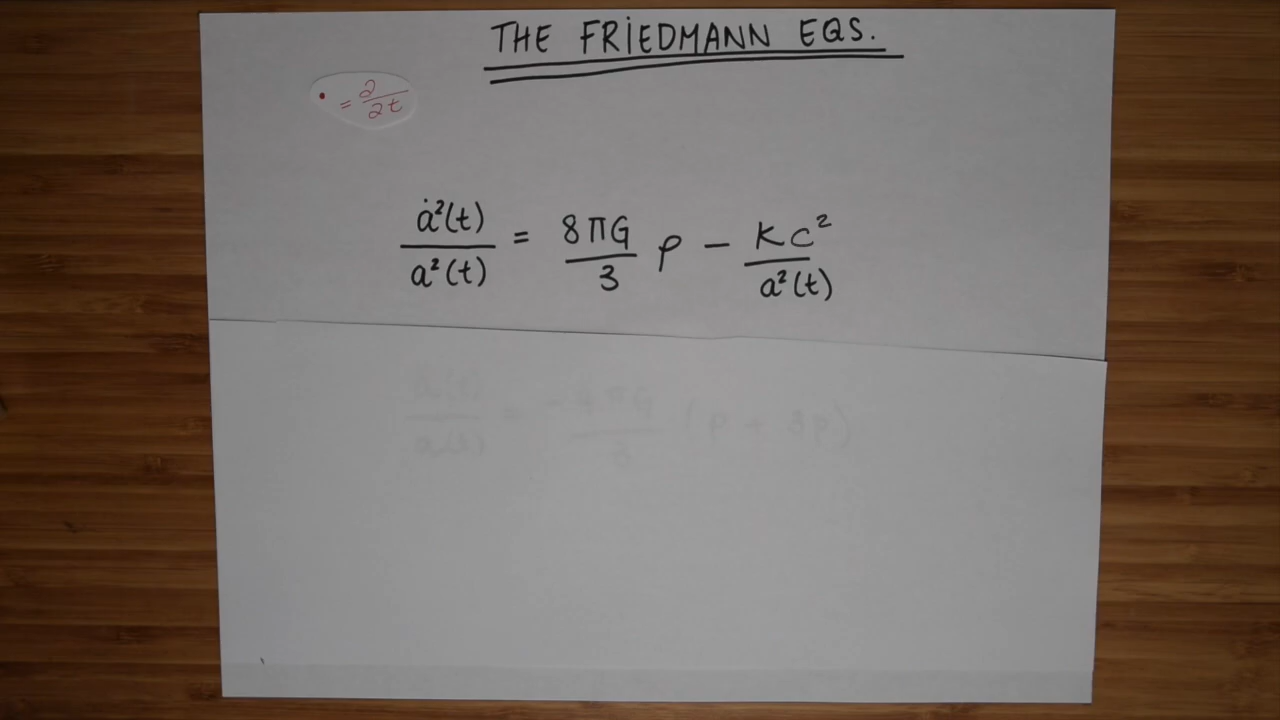 THE FRIEDMANN EQS.
• = ∂/∂t
ȧ²(t)/a²(t) = 8πG/3 ρ − kc²/a²(t)